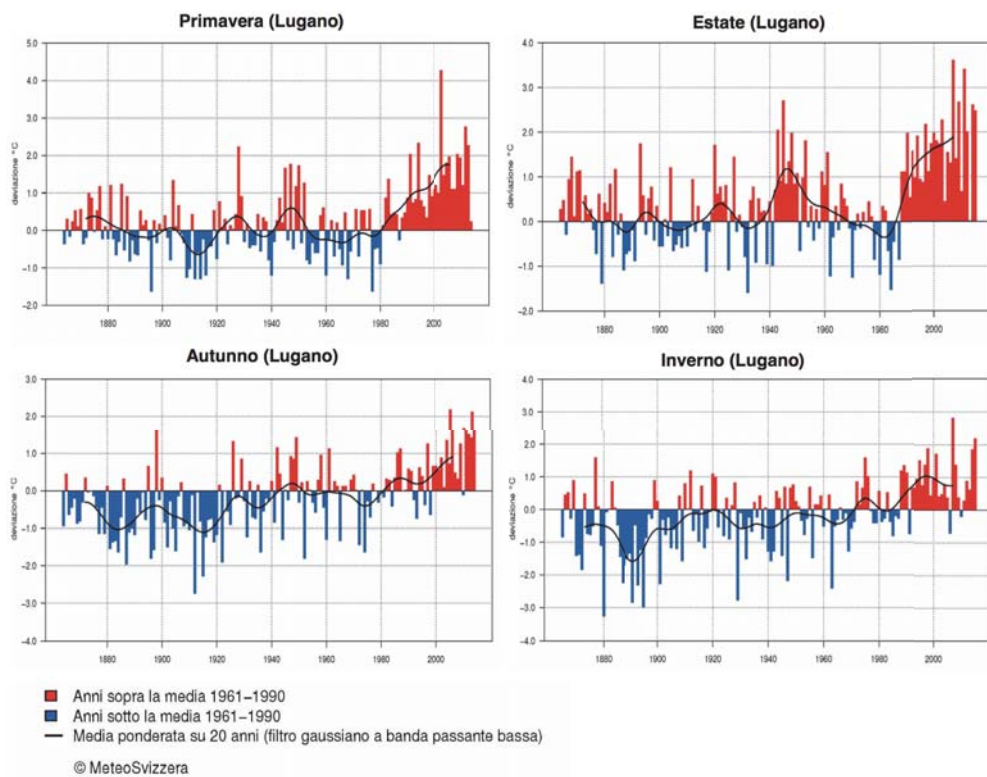 Primavera (Lugano)
5.0
4.0
3.0
2.0
1.0
0.0
−1.0
−2.0
deviazione °C
1880 1900 1920 1940 1960 1980 2000
Estate (Lugano)
4.0
3.0
2.0
1.0
0.0
−1.0
−2.0
deviazione °C
1880 1900 1920 1940 1960 1980 2000
Autunno (Lugano)
3.0
2.0
1.0
0.0
−1.0
−2.0
−3.0
−4.0
deviazione °C
1880 1900 1920 1940 1960 1980 2000
Inverno (Lugano)
4.0
3.0
2.0
1.0
0.0
−1.0
−2.0
−3.0
−4.0
deviazione °C
1880 1900 1920 1940 1960 1980 2000
Anni sopra la media 1961−1990
Anni sotto la media 1961−1990
Media ponderata su 20 anni (filtro gaussiano a banda passante bassa)
© MeteoSvizzera